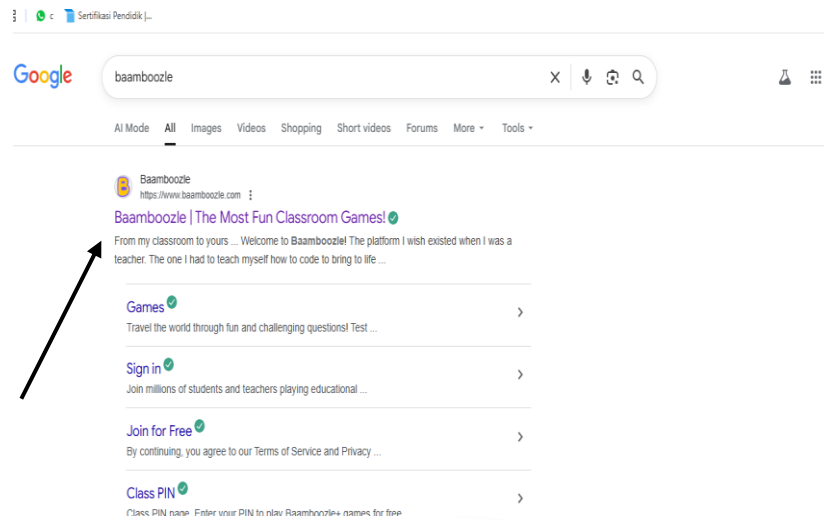 c Sertifikasi Pendidik |...
Google
baamboozle
AI Mode All Images Videos Shopping Short videos Forums More Tools
Baamboozle
https://www.baamboozle.com
Baamboozle | The Most Fun Classroom Games!
From my classroom to yours ... Welcome to Baamboozle! The platform I wish existed when I was a
teacher. The one I had to teach myself how to code to bring to life ...
Games
Travel the world through fun and challenging questions! Test ...
Sign in
Join millions of students and teachers playing educational ...
Join for Free
By continuing, you agree to our Terms of Service and Privacy ...
Class PIN
Class PIN page. Enter your PIN to play Baamboozle+ games for free